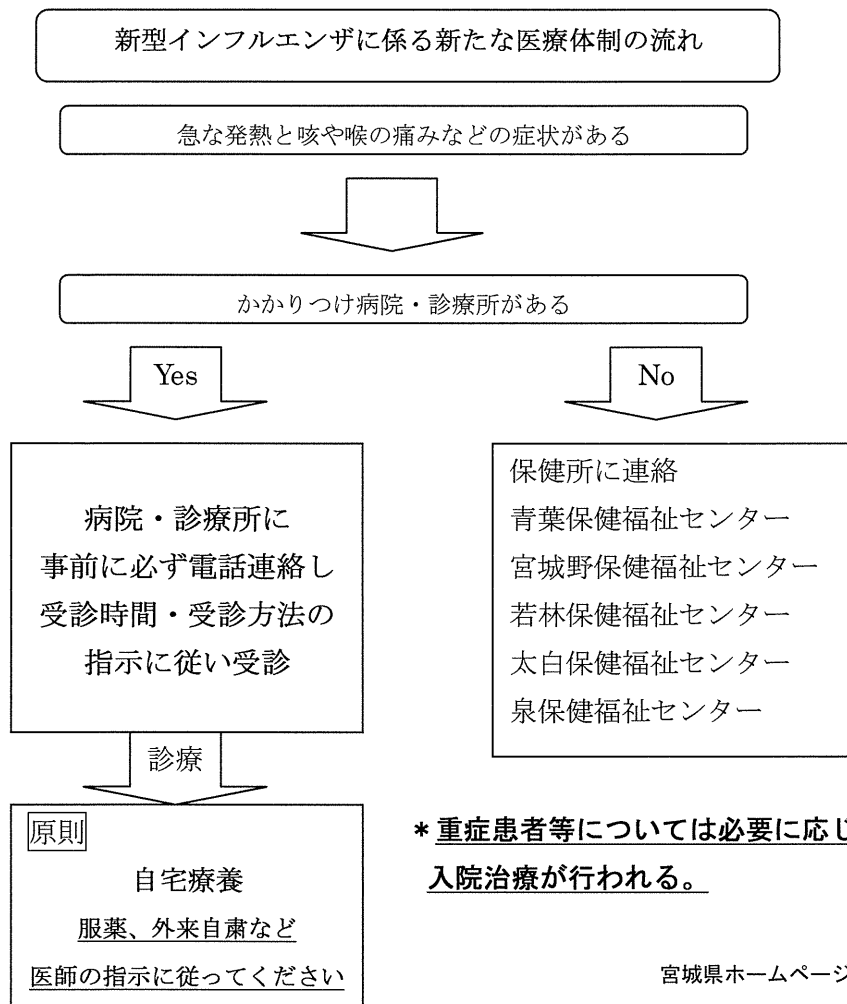 新型インフルエンザに係る新たな医療体制の流れ
急な発熱と咳や喉の痛みなどの症状がある
かかりつけ病院・診療所がある
Yes
No
病院・診療所に
事前に必ず電話連絡し
受診時間・受診方法の
指示に従い受診
保健所に連絡
青葉保健福祉センター
宮城野保健福祉センター
若林保健福祉センター
太白保健福祉センター
泉保健福祉センター
診療
原則
自宅療養
服薬、外来自粛など
医師の指示に従ってください
*重症患者等については必要に応じ
入院治療が行われる。
宮城県ホームページ